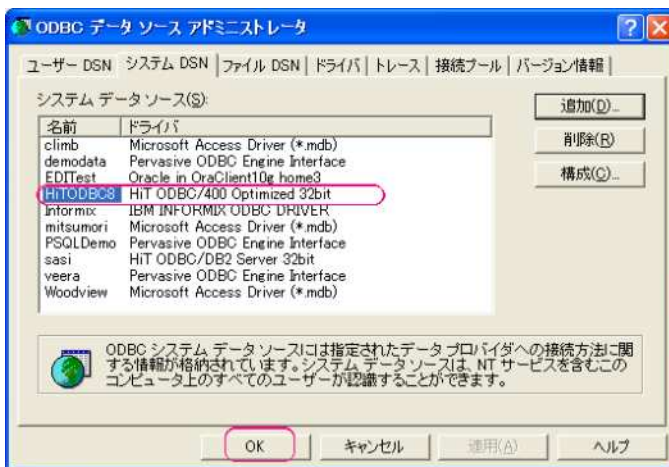 ODBC データ ソース アドミニストレータ
ユーザー DSN システム DSN ファイル DSN ドライバ トレース 接続プール バージョン情報
システム データ ソース(S):
追加(D)...
名前 ドライバ
削除(R)
climb Microsoft Access Driver (*.mdb)
demodata Pervasive ODBC Engine Interface
構成(C)...
EDITest Oracle in OraClient10g home3
HiTODBC8 HiT ODBC/400 Optimized 32bit
Informix IBM INFORMIX ODBC DRIVER
mitsumori Microsoft Access Driver (*.mdb)
PSQLDemo Pervasive ODBC Engine Interface
sasi HiT ODBC/DB2 Server 32bit
veera Pervasive ODBC Engine Interface
Woodview Microsoft Access Driver (*.mdb)
ODBC システム データ ソースには指定されたデータ プロバイダへの接続方法に関
する情報が格納されています。システム データ ソースは、NT サービスを含むこの
コンピュータ上のすべてのユーザーが認識することができます。
OK キャンセル 適用(A) ヘルプ